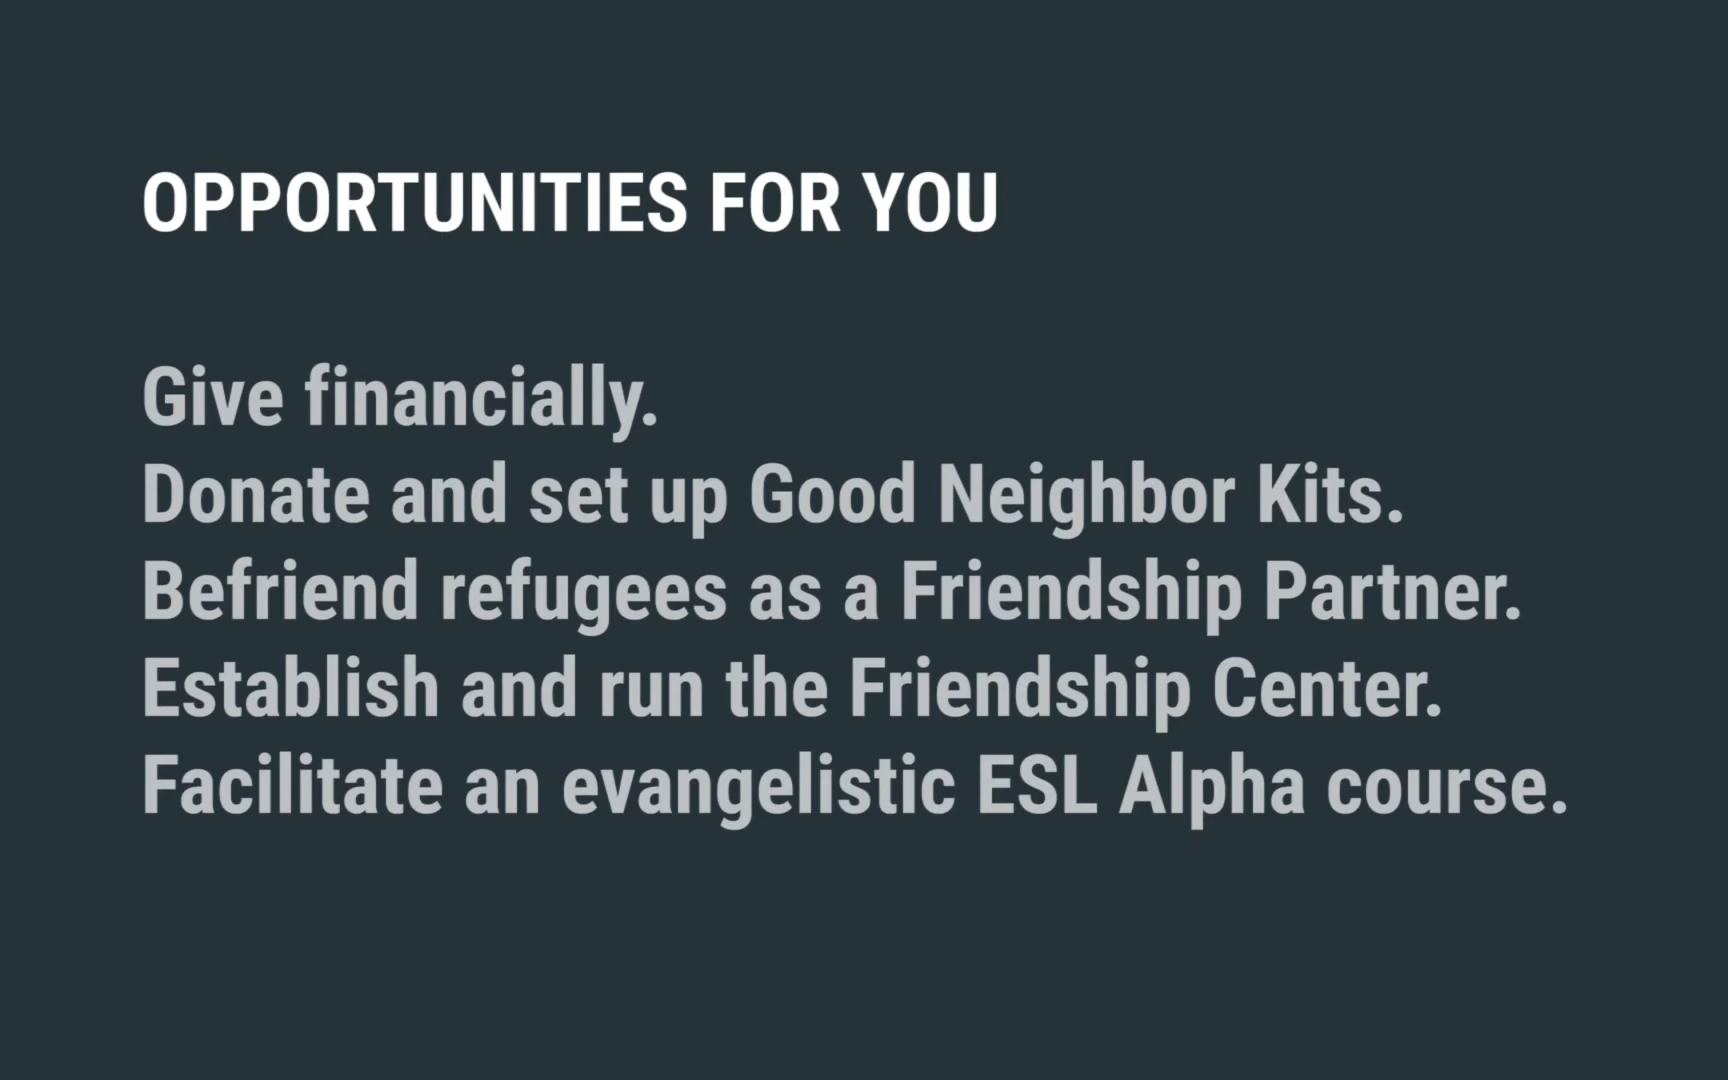 OPPORTUNITIES FOR YOU
Give financially.
Donate and set up Good Neighbor Kits.
Befriend refugees as a Friendship Partner.
Establish and run the Friendship Center.
Facilitate an evangelistic ESL Alpha course.